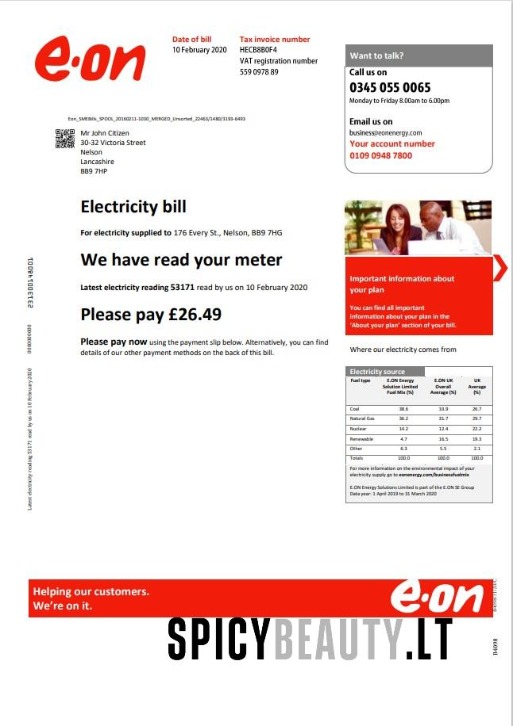 e·on
Date of bill
10 February 2020
Tax invoice number
HECB8B0F4
VAT registration number
559 0978 89
Want to talk?
Call us on
0345 055 0065
Monday to Friday 8.00am to 6.00pm
Email us on
business@eonenergy.com
Your account number
0109 0948 7800
Mr John Citizen
30-32 Victoria Street
Nelson
Lancashire
BB9 7HP
Electricity bill
For electricity supplied to 176 Every St., Nelson, BB9 7HG
We have read your meter
Latest electricity reading 53171 read by us on 10 February 2020
Please pay £26.49
Please pay now using the payment slip below. Alternatively, you can find
details of our other payment methods on the back of this bill.
Important information about
your plan
You can find all important
information about your plan in the
'About your plan' section of your bill.
Where our electricity comes from
Electricity source
Fuel type E.ON Energy Solution Limited Fuel Mix (%) E.ON UK Overall Average (%) UK Average (%)
Coal 38.6 33.9 26.7
Natural Gas 36.2 31.7 29.7
Nuclear 14.2 12.4 22.2
Renewable 4.7 16.5 19.3
Other 6.3 5.5 2.1
Totals 100.0 100.0 100.0
For more information on the environmental impact of your
electricity supply go to eonenergy.com/businessfuelmix
E.ON Energy Solutions Limited is part of the E.ON SE Group
Data year: 1 April 2019 to 31 March 2020
231300148001
Latest electricity reading 53171 read by us on 10 February 2020
Helping our customers.
We're on it.
e·on
SPICYBEAUTY.LT